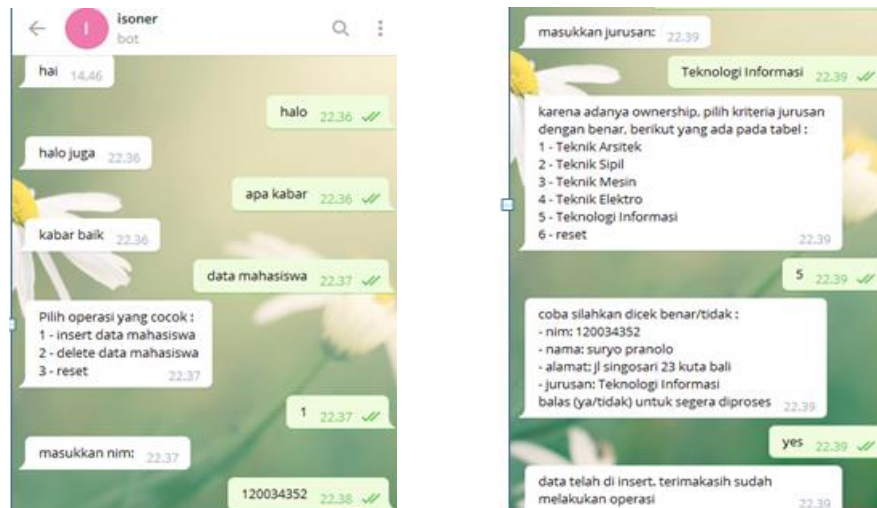 I
isoner
bot
hai 14.46
halo 22.36
halo juga 22.36
apa kabar 22.36
kabar baik 22.36
data mahasiswa 22.37
Pilih operasi yang cocok :
1 - insert data mahasiswa
2 - delete data mahasiswa
3 - reset 22.37
1 22.37
masukkan nim: 22.37
120034352 22.38
masukkan jurusan: 22.39
Teknologi Informasi 22.39
karena adanya ownership, pilih kriteria jurusan
dengan benar, berikut yang ada pada tabel :
1 - Teknik Arsitek
2 - Teknik Sipil
3 - Teknik Mesin
4 - Teknik Elektro
5 - Teknologi Informasi
6 - reset 22.39
5 22.39
coba silahkan dicek benar/tidak :
- nim: 120034352
- nama: suryo pranolo
- alamat: jl singosari 23 kuta bali
- jurusan: Teknologi Informasi
balas (ya/tidak) untuk segera diproses 22.39
yes 22.39
data telah di insert. terimakasih sudah
melakukan operasi 22.39